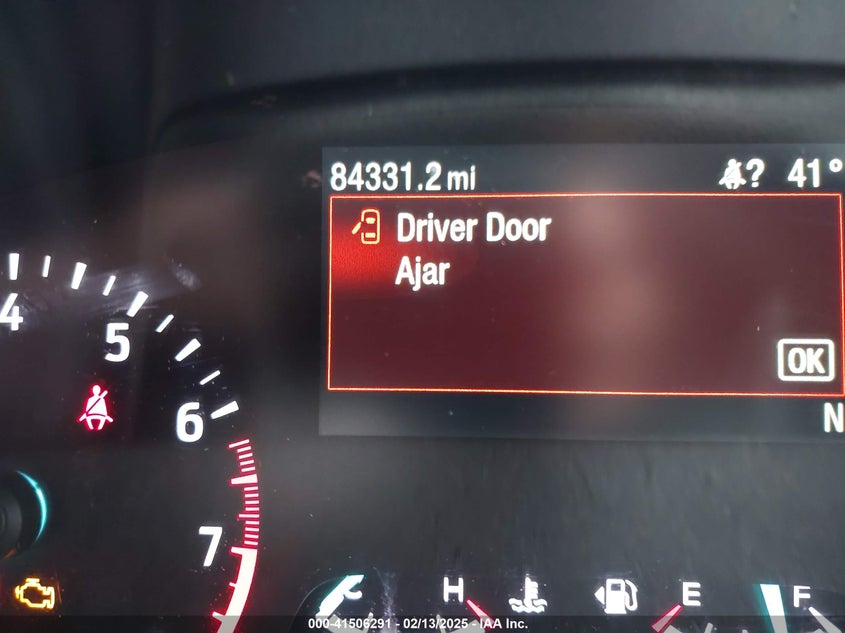 84331.2 mi ? 41°
Driver Door
Ajar
OK
N
4
5
6
7
C H E F
000-41506291 - 02/13/2025 - IAA Inc.